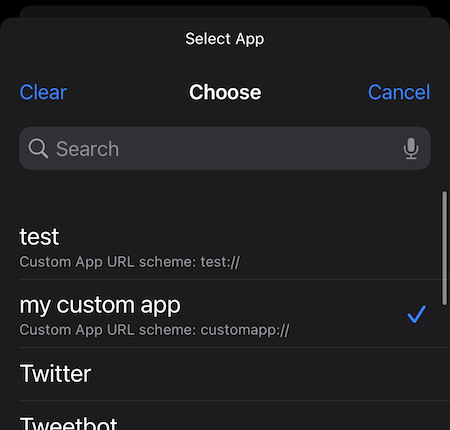 Select App
Clear
Choose
Cancel
Search
test
Custom App URL scheme: test://
my custom app
Custom App URL scheme: customapp://
Twitter
Tweetbot